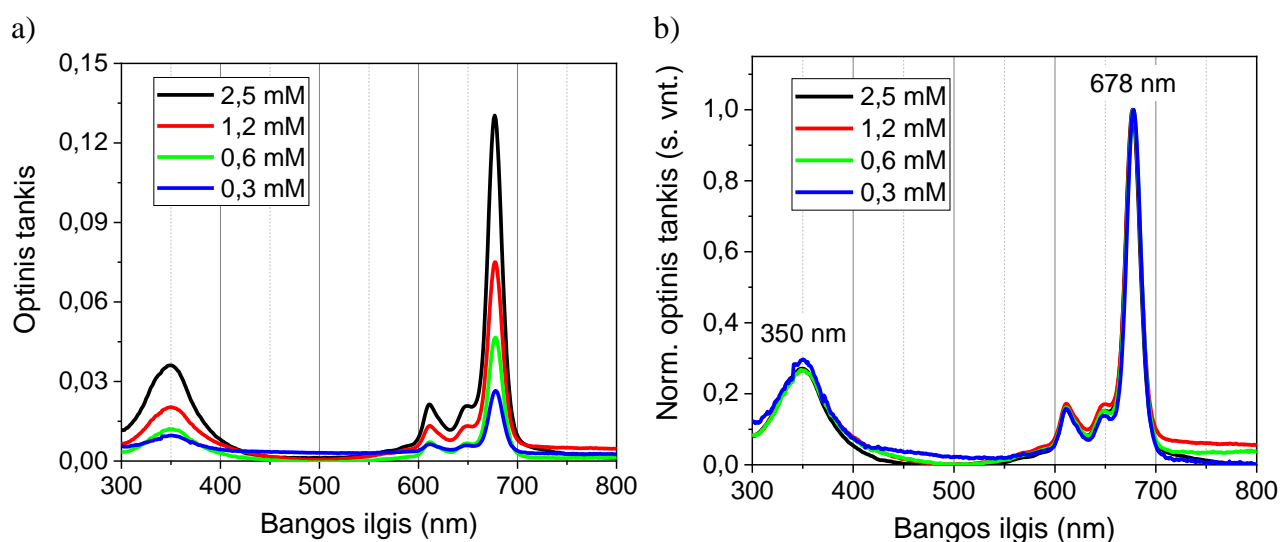 a)
0,15
0,12
0,09
0,06
0,03
0,00
Optinis tankis
2,5 mM
1,2 mM
0,6 mM
0,3 mM
300 400 500 600 700 800
Bangos ilgis (nm)
b)
678 nm
350 nm
1,0
0,8
0,6
0,4
0,2
0,0
Norm. optinis tankis (s. vnt.)
2,5 mM
1,2 mM
0,6 mM
0,3 mM
300 400 500 600 700 800
Bangos ilgis (nm)